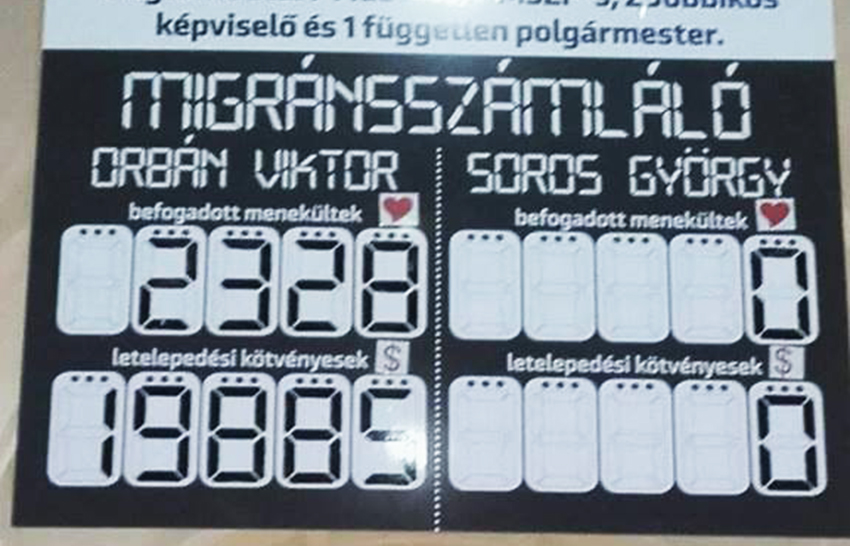 képviselő és 1 független polgármester.
MIGRÁNSSZÁMLÁLÓ
ORBÁN VIKTOR
befogadott menekültek
2328
letelepedési kötvényesek $
19885
SOROS GYÖRGY
befogadott menekültek
0
letelepedési kötvényesek $
0